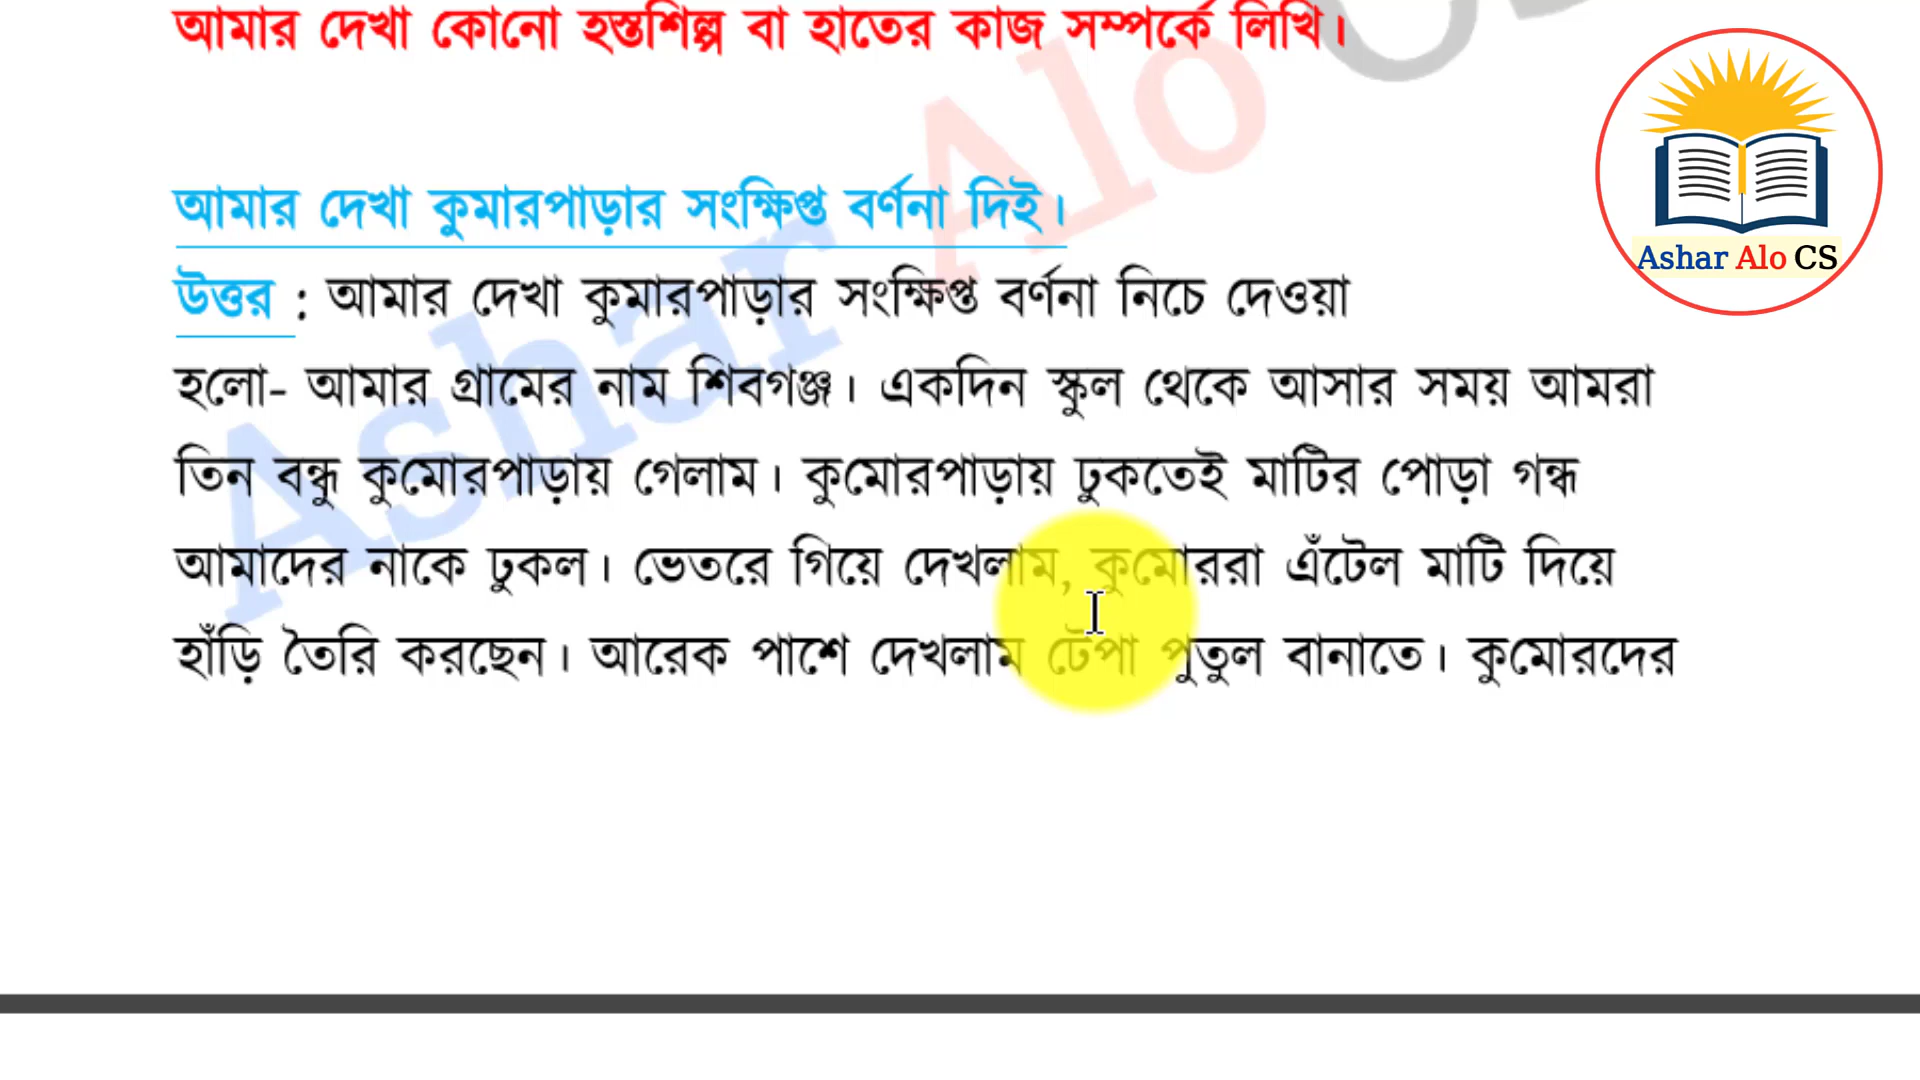 আমার দেখা কোনো হস্তশিল্প বা হাতের কাজ সম্পর্কে লিখি।
আমার দেখা কুমারপাড়ার সংক্ষিপ্ত বর্ণনা দিই।
উত্তর : আমার দেখা কুমারপাড়ার সংক্ষিপ্ত বর্ণনা নিচে দেওয়া
হলো- আমার গ্রামের নাম শিবগঞ্জ। একদিন স্কুল থেকে আসার সময় আমরা
তিন বন্ধু কুমোরপাড়ায় গেলাম। কুমোরপাড়ায় ঢুকতেই মাটির পোড়া গন্ধ
আমাদের নাকে ঢুকল। ভেতরে গিয়ে দেখলাম, কুমোররা এঁটেল মাটি দিয়ে
হাঁড়ি তৈরি করছেন। আরেক পাশে দেখলাম টেপা পুতুল বানাতে। কুমোরদের
Ashar Alo CS
Ashar Alo